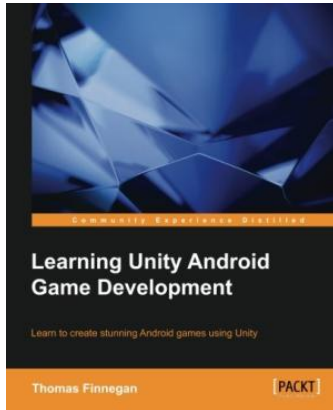 Community Experience Distilled
Learning Unity Android
Game Development
Learn to create stunning Android games using Unity
Thomas Finnegan
[PACKT]